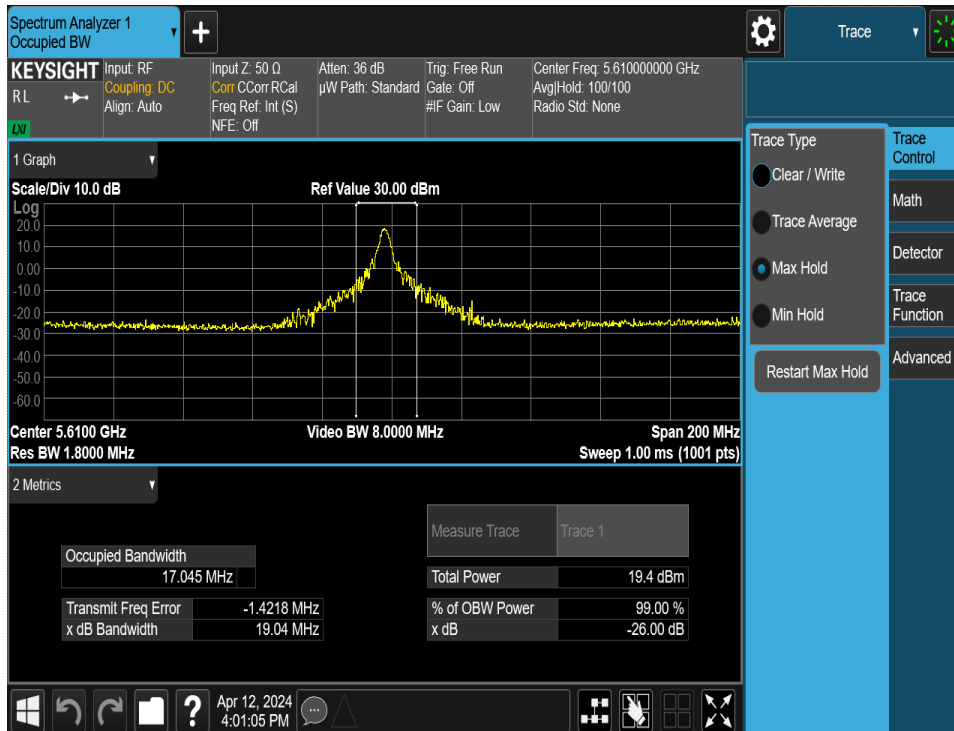 Spectrum Analyzer 1
Occupied BW
+
Trace
KEYSIGHT
R L
LXI
Input: RF
Coupling: DC
Align: Auto
Input Z: 50 Ω
Corr CCorr RCal
Freq Ref: Int (S)
NFE: Off
Atten: 36 dB
µW Path: Standard
Trig: Free Run
Gate: Off
#IF Gain: Low
Center Freq: 5.610000000 GHz
Avg|Hold: 100/100
Radio Std: None
1 Graph
Scale/Div 10.0 dB
Ref Value 30.00 dBm
Log
20.0
10.0
0.00
-10.0
-20.0
-30.0
-40.0
-50.0
-60.0
Center 5.6100 GHz
Video BW 8.0000 MHz
Span 200 MHz
Res BW 1.8000 MHz
Sweep 1.00 ms (1001 pts)
2 Metrics
Measure Trace
Trace 1
Occupied Bandwidth
17.045 MHz
Total Power
19.4 dBm
Transmit Freq Error
-1.4218 MHz
% of OBW Power
99.00 %
x dB Bandwidth
19.04 MHz
x dB
-26.00 dB
Trace Type
Clear / Write
Trace Average
Max Hold
Min Hold
Restart Max Hold
Trace
Control
Math
Detector
Trace
Function
Advanced
?
Apr 12, 2024
4:01:05 PM